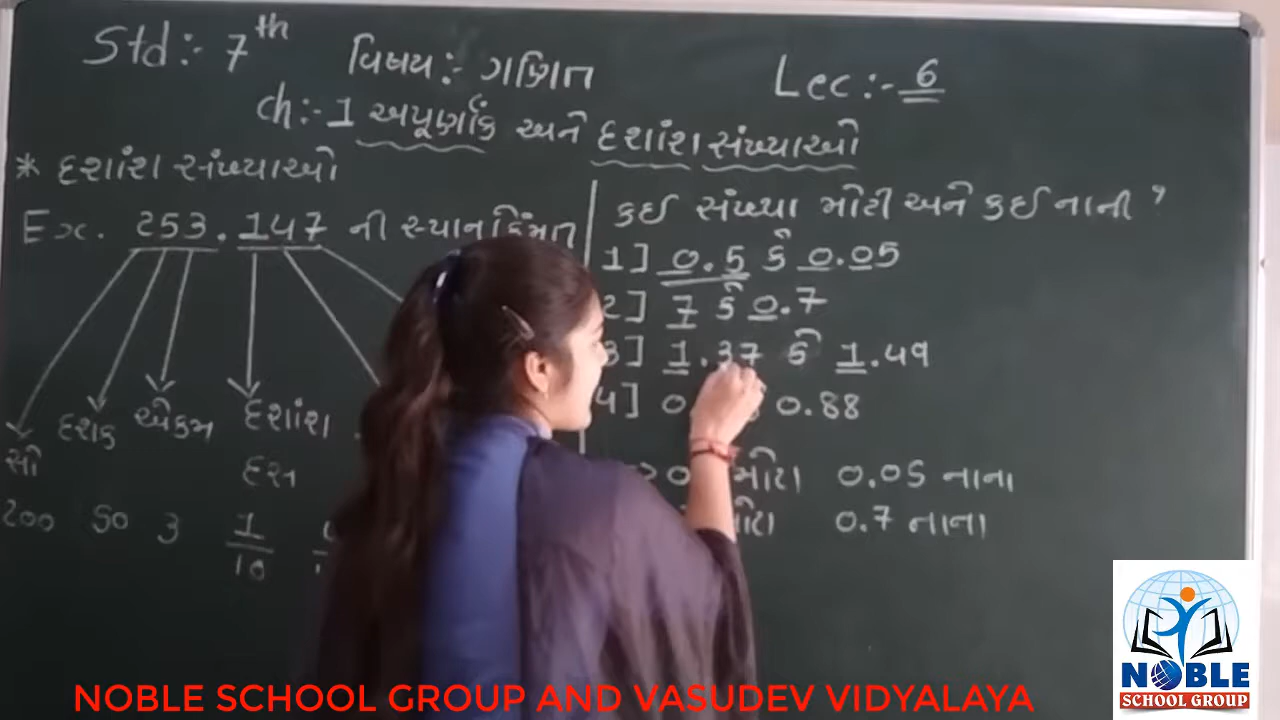 Std:- 7th વિષય:- ગણિત Lec:- 6
ch:- 1 અપૂર્ણાંક અને દશાંશ સંખ્યાઓ
* દશાંશ સંખ્યાઓ
Ex. 253.147 ની સ્થાન કિંમત
સો દશક એકમ દશાંશ
દસ
200 50 3 1/10
કઈ સંખ્યા મોટી અને કઈ નાની ?
1] 0.5 કે 0.05
2] 7 કે 0.7
3] 1.37 કે 1.49
4] 0. 0.88
મોટા 0.05 નાના
0.7 નાના
NOBLE SCHOOL GROUP AND VASUDEV VIDYALAYA
NOBLE
SCHOOL GROUP